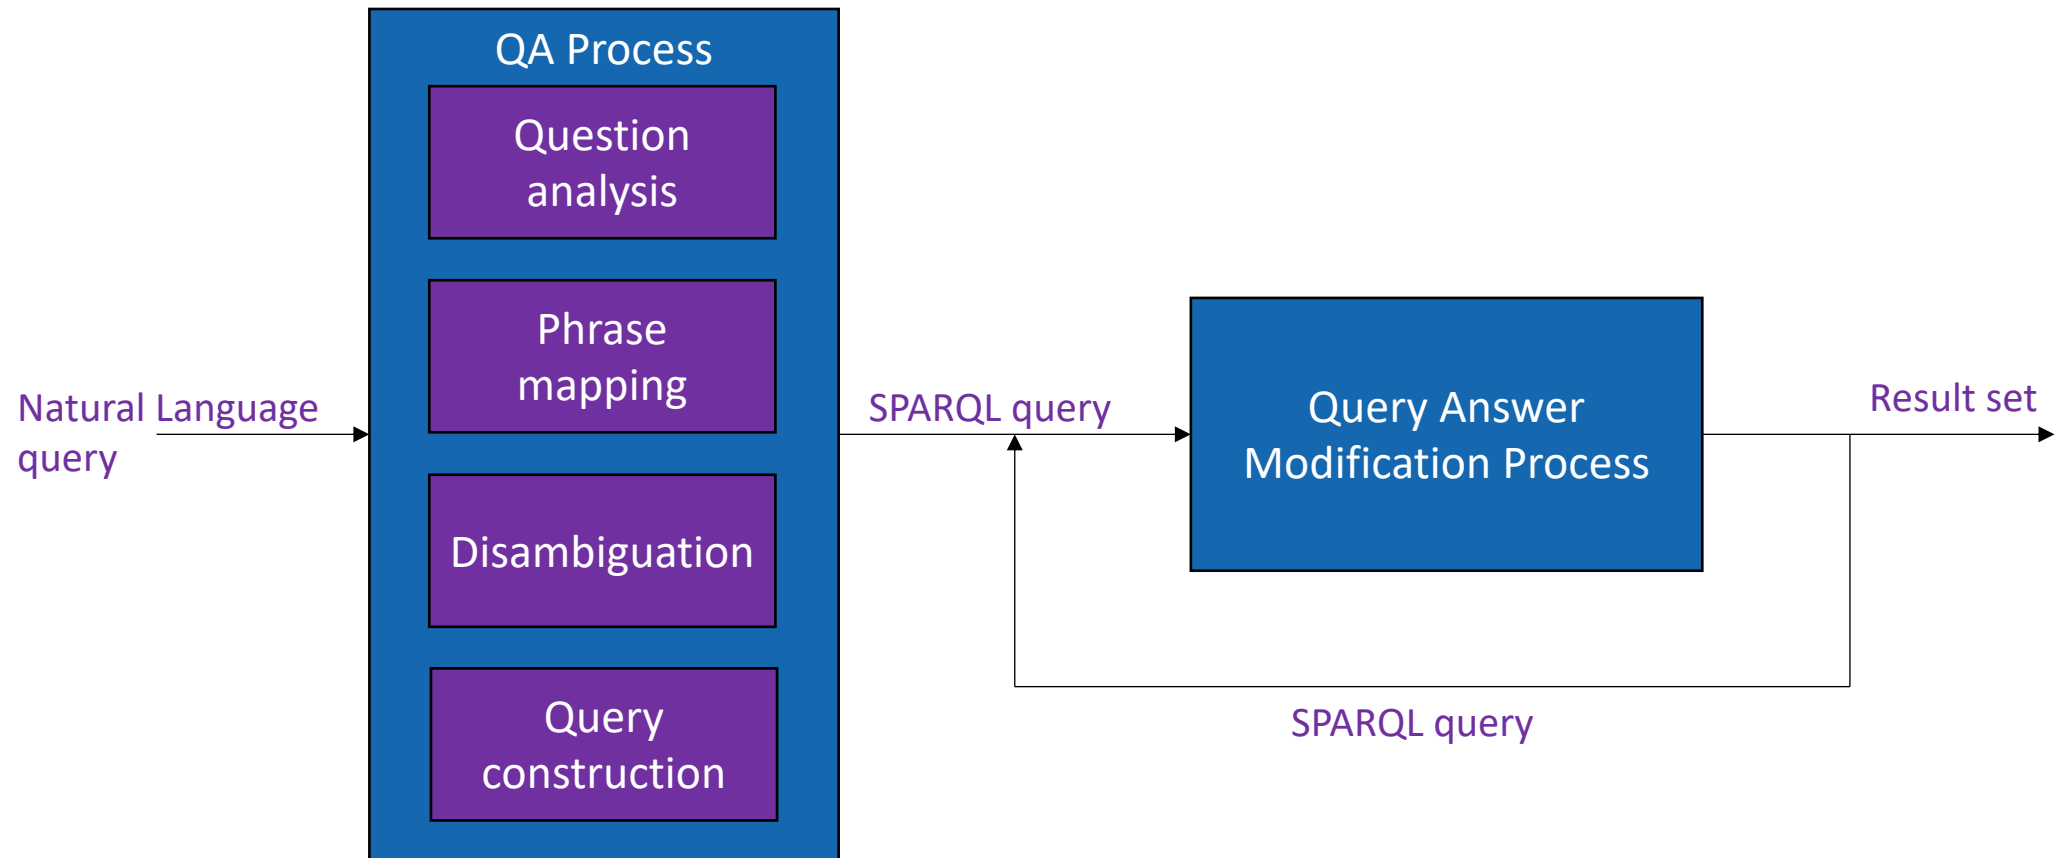 QA Process
Question
analysis
Phrase
mapping
Disambiguation
Query
construction
Natural Language
query
SPARQL query
Query Answer
Modification Process
Result set
SPARQL query